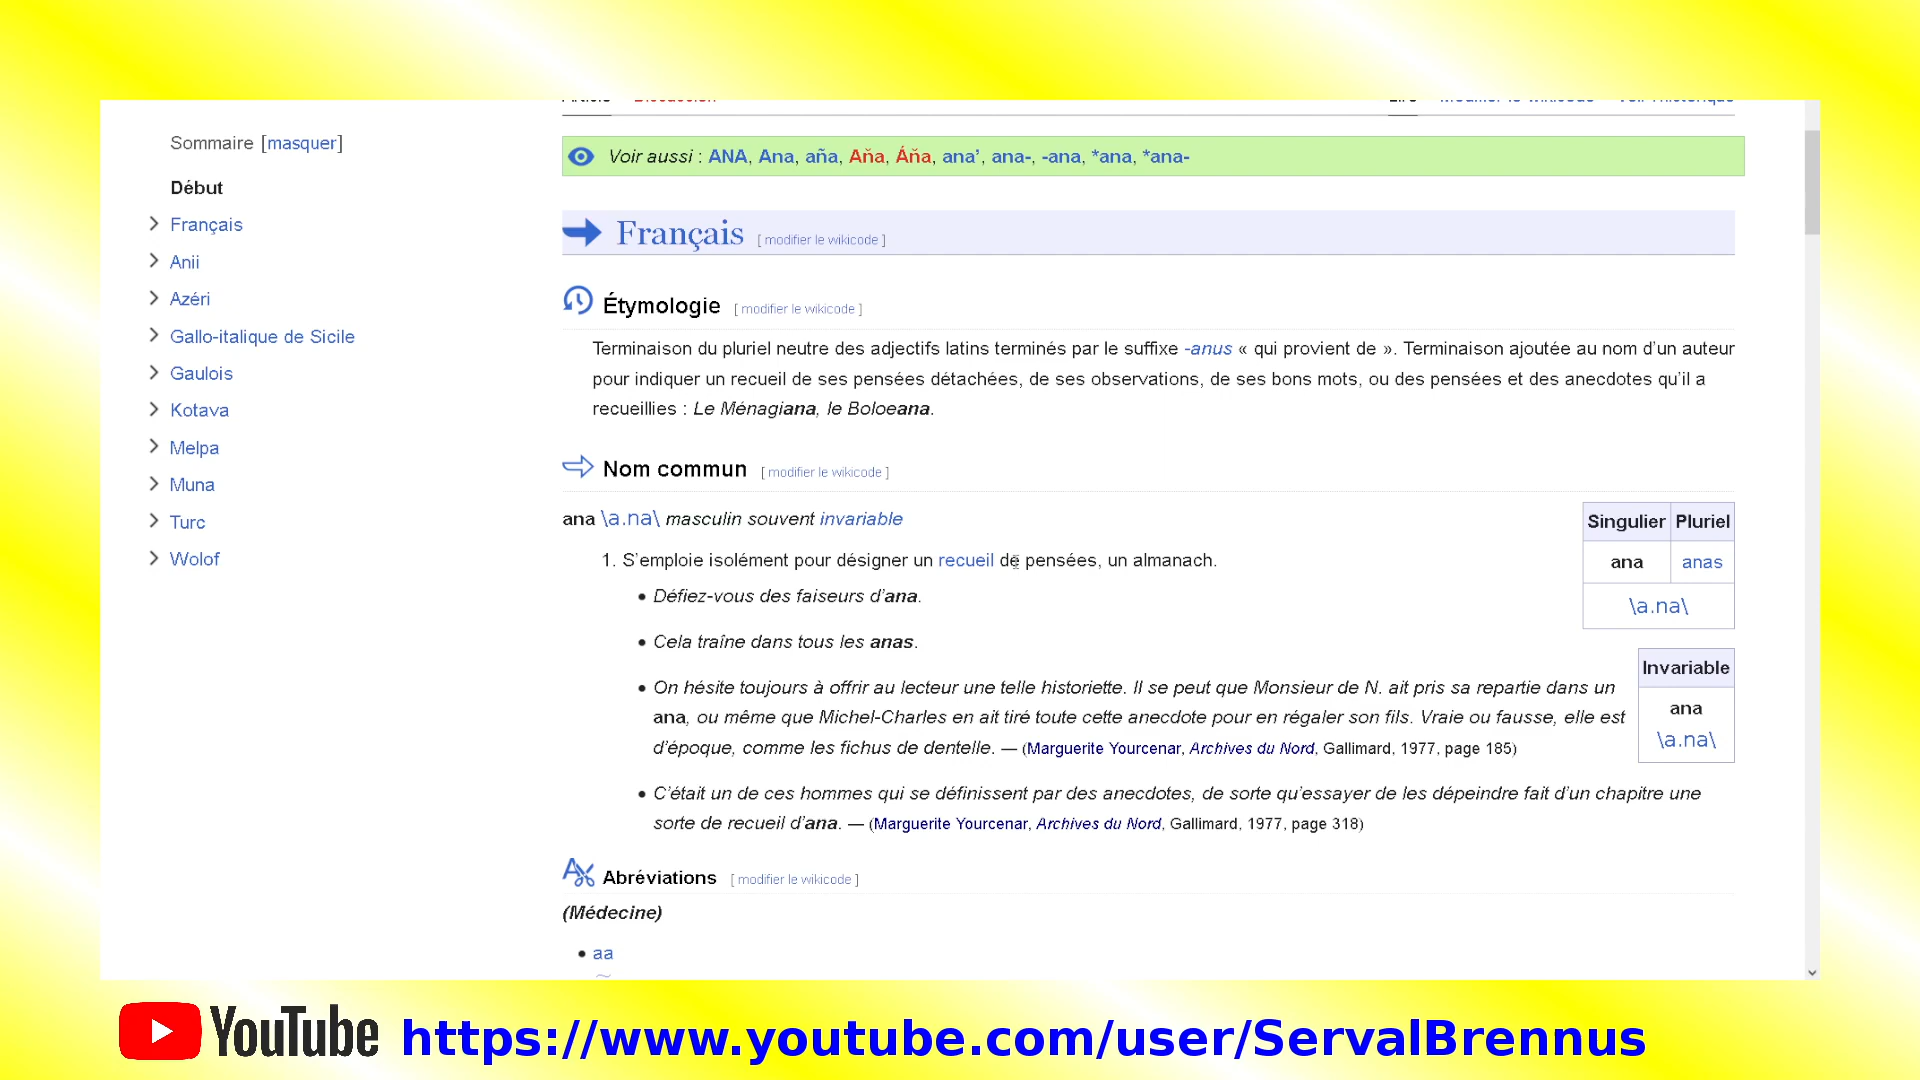 Sommaire [masquer]
Début
Français
Anii
Azéri
Gallo-italique de Sicile
Gaulois
Kotava
Melpa
Muna
Turc
Wolof
Voir aussi : ANA, Ana, aña, Aňa, Áňa, anaʼ, ana-, -ana, *ana, *ana-
Français [ modifier le wikicode ]
Étymologie [ modifier le wikicode ]
Terminaison du pluriel neutre des adjectifs latins terminés par le suffixe -anus « qui provient de ». Terminaison ajoutée au nom d’un auteur
pour indiquer un recueil de ses pensées détachées, de ses observations, de ses bons mots, ou des pensées et des anecdotes qu’il a
recueillies : Le Ménagiana, le Boloeana.
Nom commun [ modifier le wikicode ]
ana \a.na\ masculin souvent invariable
1. S’emploie isolément pour désigner un recueil de pensées, un almanach.
• Défiez-vous des faiseurs d’ana.
• Cela traîne dans tous les anas.
• On hésite toujours à offrir au lecteur une telle historiette. Il se peut que Monsieur de N. ait pris sa repartie dans un
ana, ou même que Michel-Charles en ait tiré toute cette anecdote pour en régaler son fils. Vraie ou fausse, elle est
d’époque, comme les fichus de dentelle. — (Marguerite Yourcenar, Archives du Nord, Gallimard, 1977, page 185)
• C’était un de ces hommes qui se définissent par des anecdotes, de sorte qu’essayer de les dépeindre fait d’un chapitre une
sorte de recueil d’ana. — (Marguerite Yourcenar, Archives du Nord, Gallimard, 1977, page 318)
Singulier Pluriel
ana anas
\a.na\
Invariable
ana
\a.na\
Abréviations [ modifier le wikicode ]
(Médecine)
• aa
YouTube https://www.youtube.com/user/ServalBrennus